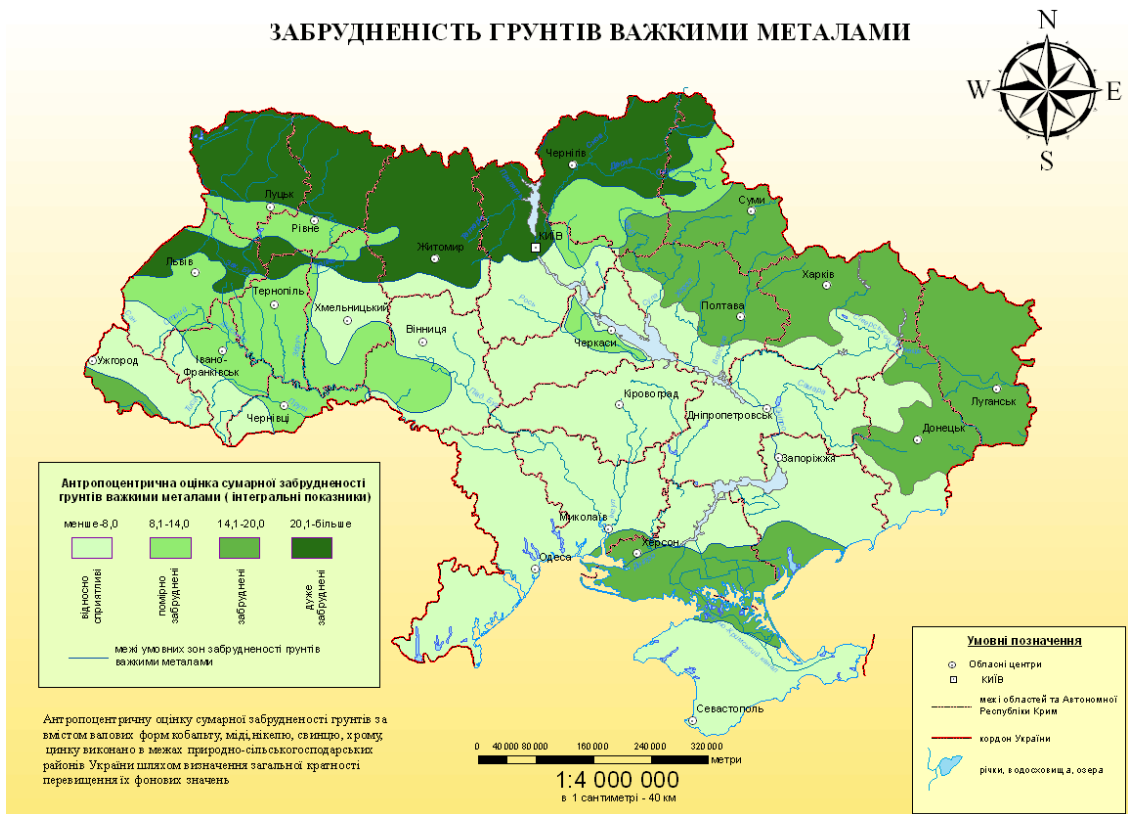 ЗАБРУДНЕНІСТЬ ГРУНТІВ ВАЖКИМИ МЕТАЛАМИ
N
W
E
S
Чернігів
Луцьк
Рівне
Суми
КИЇВ
Житомир
Львів
Харків
Тернопіль
Хмельницький
Полтава
Рось
Вінниця
Черкаси
Ужгород
Івано-
Франківськ
Самара
Луганськ
Кіровоград
Чернівці
Дніпропетровськ
Донецьк
Запоріжжя
Миколаїв
Херсон
Одеса
Севастополь
Антропоцентрична оцінка сумарної забрудненості
грунтів важкими металами ( інтегральні показники)
менше-8,0 8,1-14,0 14,1-20,0 20,1-більше
відносно
сприятливі
помірно
забруднені
забруднені
дуже
забруднені
межі умовних зон забрудненості грунтів
важкими металами
Антропоцентричну оцінку сумарної забрудненості грунтів за
вмістом валових форм кобальту, міді,нікелю, свинцю, хрому,
цинку виконано в межах природно-сільськогосподарських
районів України шляхом визначення загальної кратності
перевищення їх фонових значень
0 40 000 80 000 160 000 240 000 320 000
метри
1:4 000 000
в 1 сантиметрі - 40 км
Умовні позначення
Обласні центри
КИЇВ
межі областей та Автономної
Республіки Крим
кордон України
річки, водосховища, озера